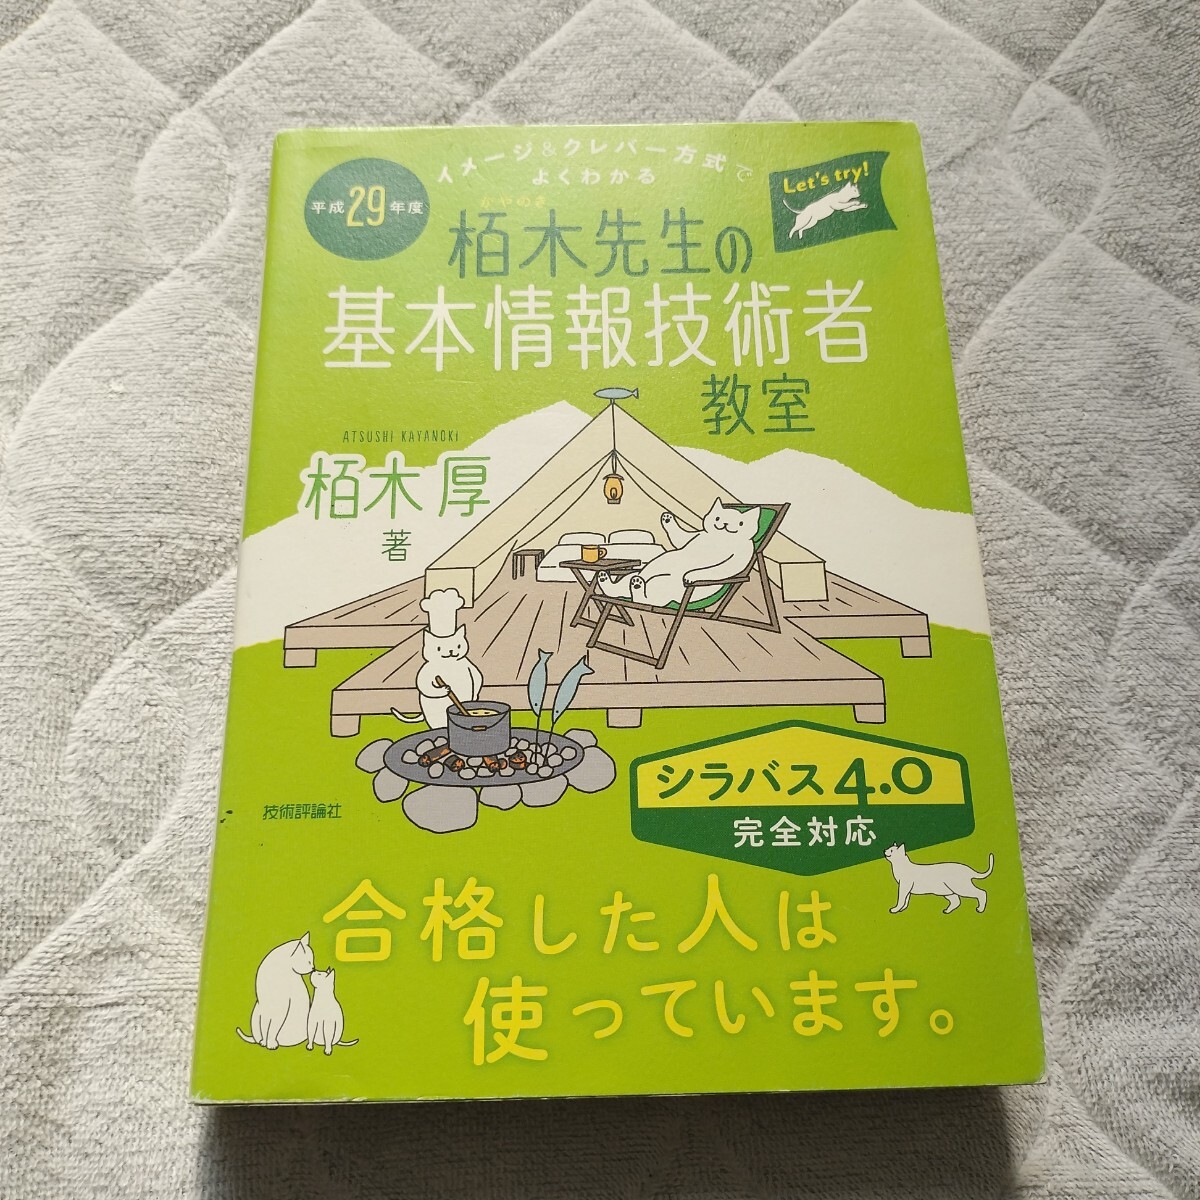 イメージ&クレバー方式で
よくわかる
平成29年度
Let's try!
かやのき
栢木先生の
基本情報技術者
教室
ATSUSHI KAYANOKI
栢木 厚
著
シラバス4.0
完全対応
技術評論社
合格した人は
使っています。